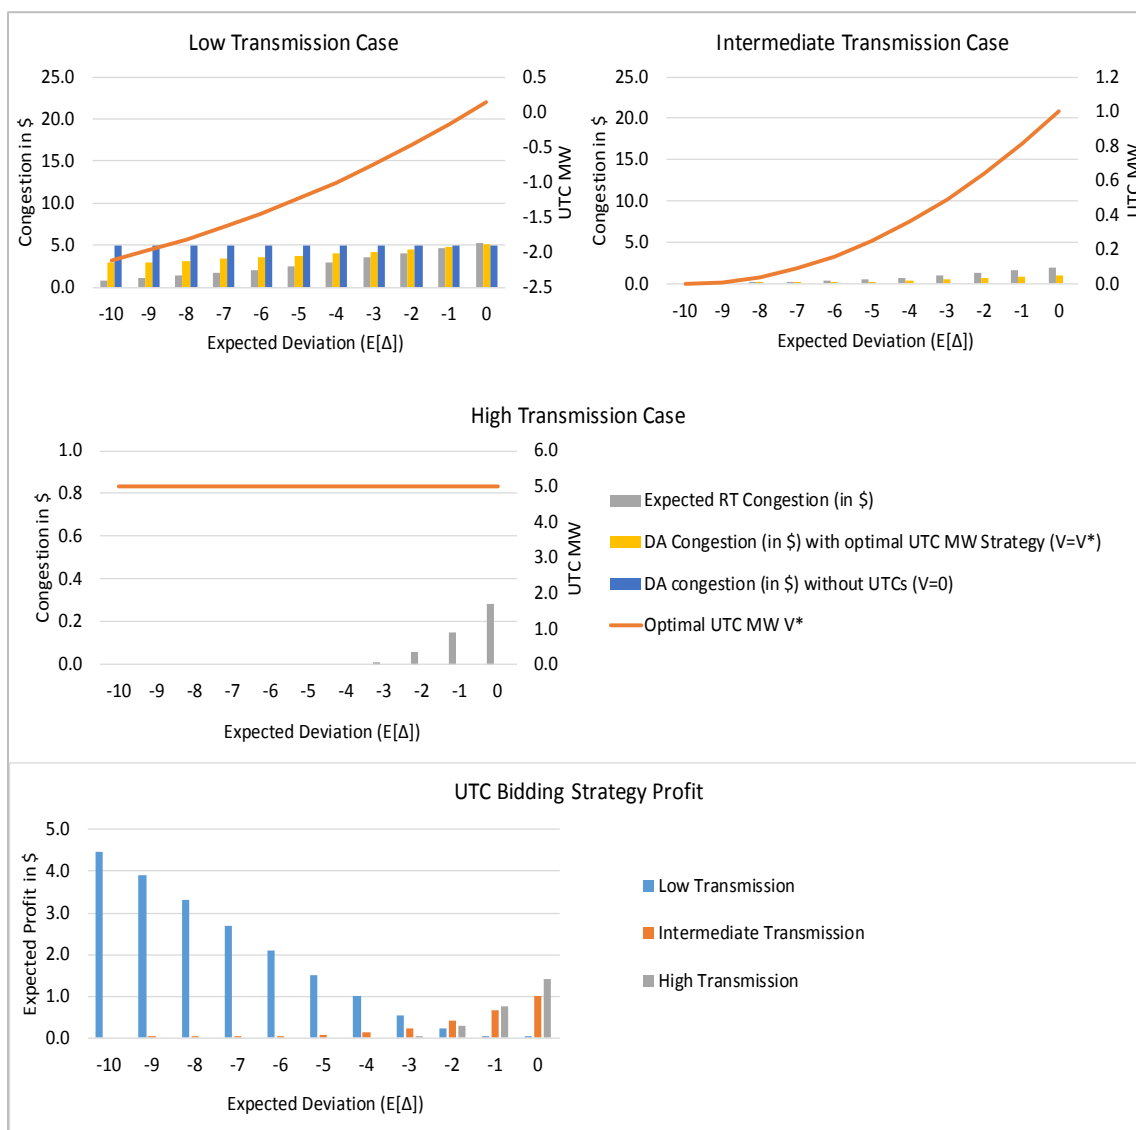 Low Transmission Case
Congestion in $
25.0
20.0
15.0
10.0
5.0
0.0
0.5
0.0
-0.5
-1.0
-1.5
-2.0
-2.5
UTC MW
-10 -9 -8 -7 -6 -5 -4 -3 -2 -1 0
Expected Deviation (E[Δ])
Intermediate Transmission Case
Congestion in $
25.0
20.0
15.0
10.0
5.0
0.0
1.2
1.0
0.8
0.6
0.4
0.2
0.0
UTC MW
-10 -9 -8 -7 -6 -5 -4 -3 -2 -1 0
Expected Deviation (E[Δ])
High Transmission Case
Congestion in $
1.0
0.8
0.6
0.4
0.2
0.0
6.0
5.0
4.0
3.0
2.0
1.0
0.0
UTC MW
-10 -9 -8 -7 -6 -5 -4 -3 -2 -1 0
Expected Deviation (E[Δ])
Expected RT Congestion (in $)
DA Congestion (in $) with optimal UTC MW Strategy (V=V*)
DA congestion (in $) without UTCs (V=0)
Optimal UTC MW V*
UTC Bidding Strategy Profit
Expected Profit in $
5.0
4.0
3.0
2.0
1.0
0.0
-10 -9 -8 -7 -6 -5 -4 -3 -2 -1 0
Expected Deviation (E[Δ])
Low Transmission
Intermediate Transmission
High Transmission